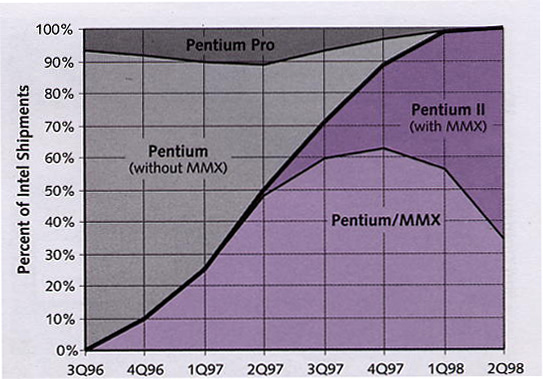 Percent of Intel Shipments
100%
90%
80%
70%
60%
50%
40%
30%
20%
10%
0%
Pentium Pro
Pentium
(without MMX)
Pentium II
(with MMX)
Pentium/MMX
3Q96 4Q96 1Q97 2Q97 3Q97 4Q97 1Q98 2Q98